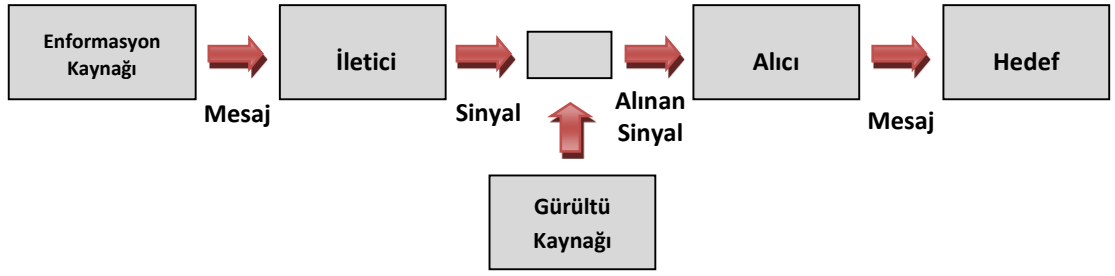 Enformasyon
Kaynağı
Mesaj
İletici
Sinyal
Alınan
Sinyal
Alıcı
Mesaj
Hedef
Gürültü
Kaynağı